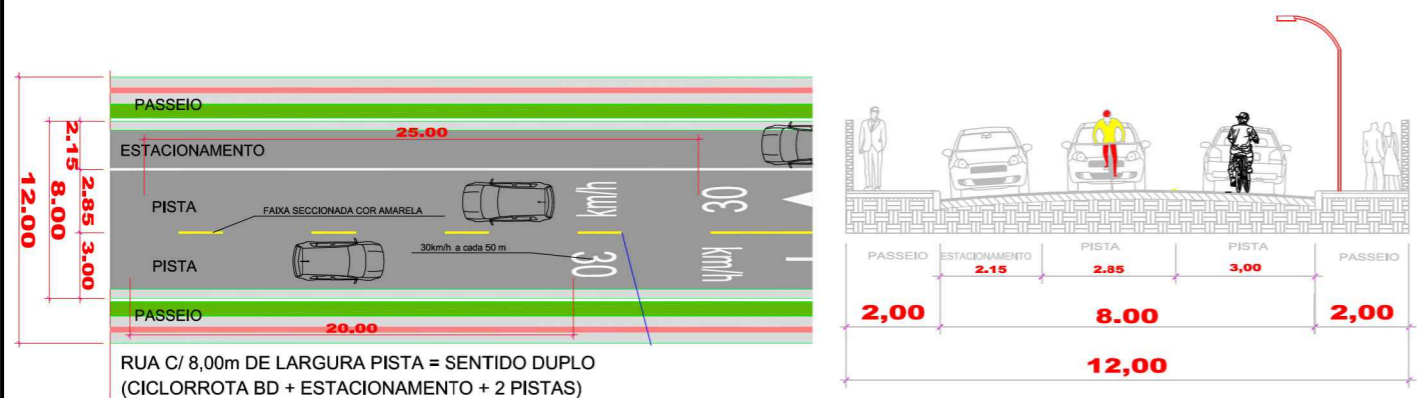 PASSEIO
25.00
ESTACIONAMENTO
PISTA
FAIXA SECCIONADA COR AMARELA
km/h
30
30km/h a cada 50 m
PISTA
30
km/h
PASSEIO
20.00
2.15
2.85
3.00
8.00
12.00
RUA C/ 8,00m DE LARGURA PISTA = SENTIDO DUPLO
(CICLORROTA BD + ESTACIONAMENTO + 2 PISTAS)
PASSEIO ESTACIONAMENTO PISTA PISTA PASSEIO
2.15 2.85 3,00
2,00 8.00 2,00
12,00